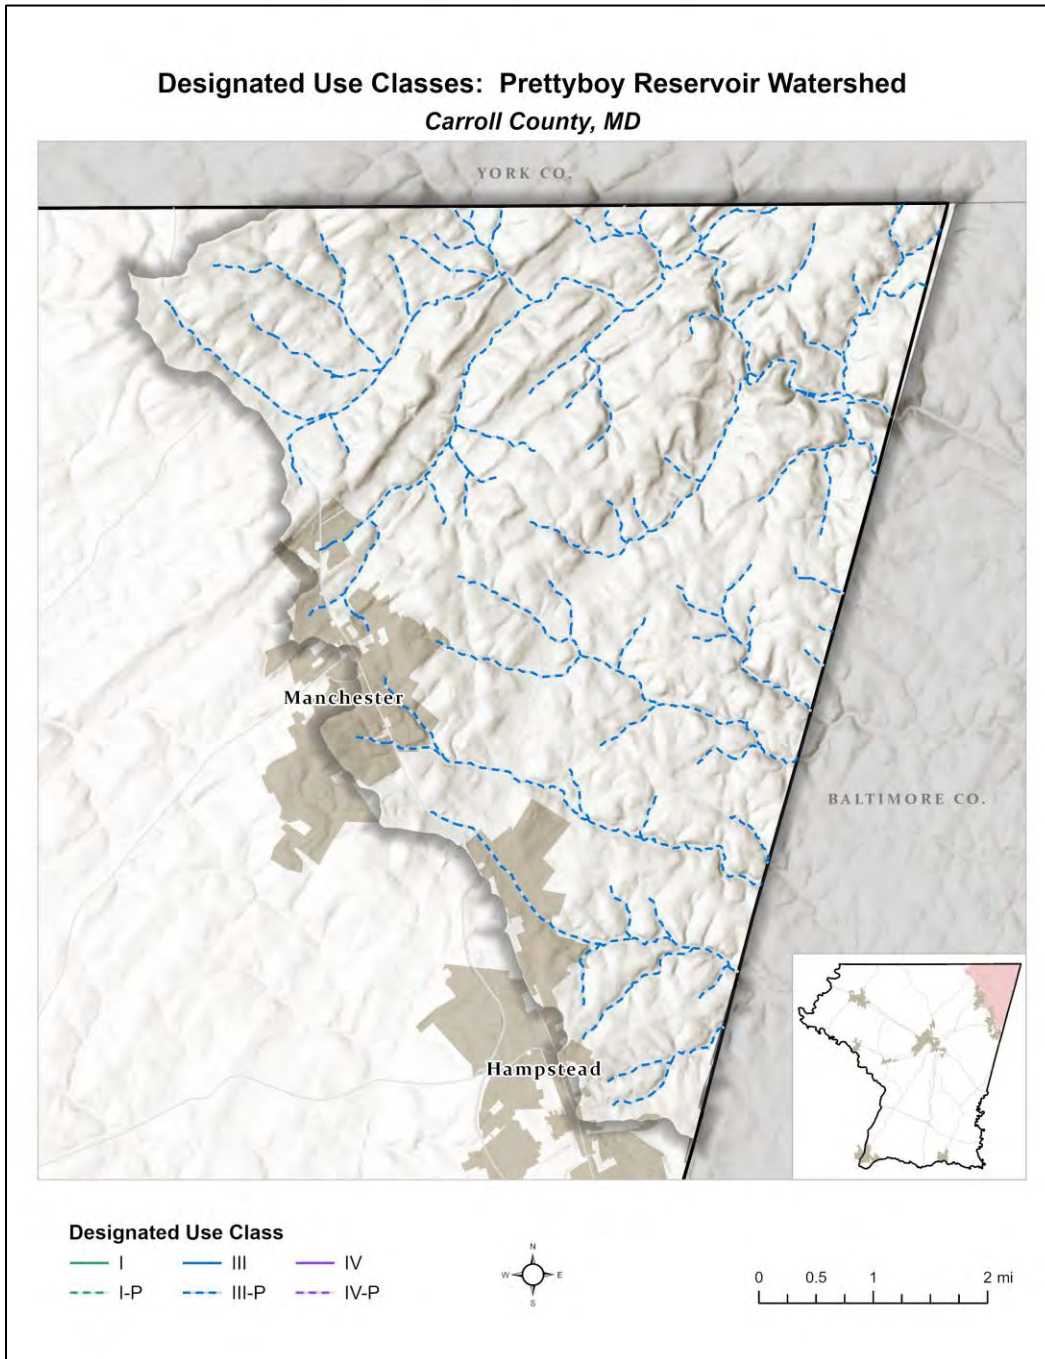 Designated Use Classes: Prettyboy Reservoir Watershed
Carroll County, MD
YORK CO.
Manchester
BALTIMORE CO.
Hampstead
Designated Use Class
I III IV
I-P III-P IV-P
N
W E
S
0 0.5 1 2 mi